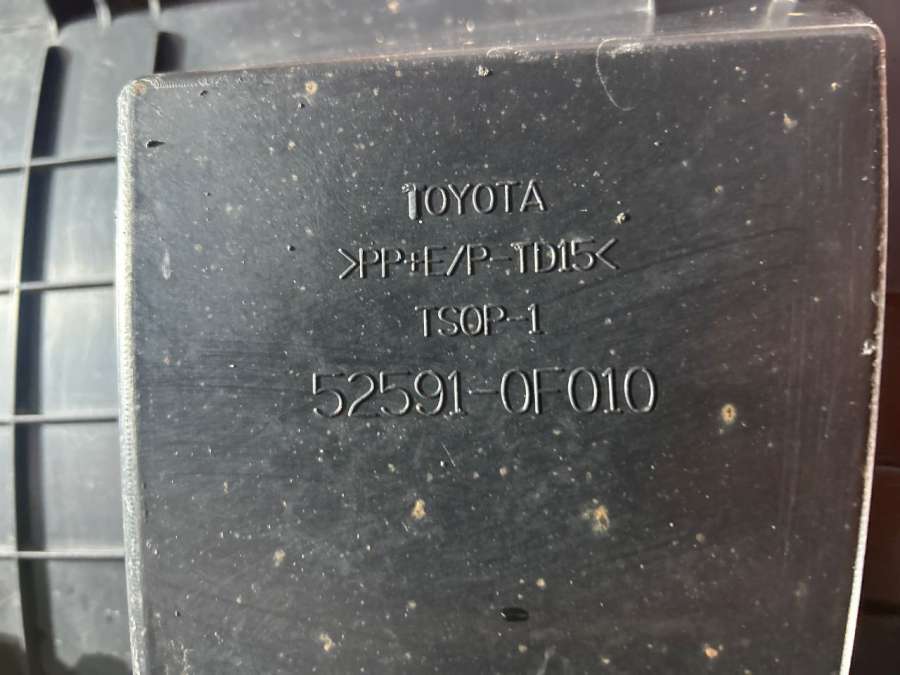 TOYOTA
>PP+E/P-TD15<
TSOP-1
52591-0F010